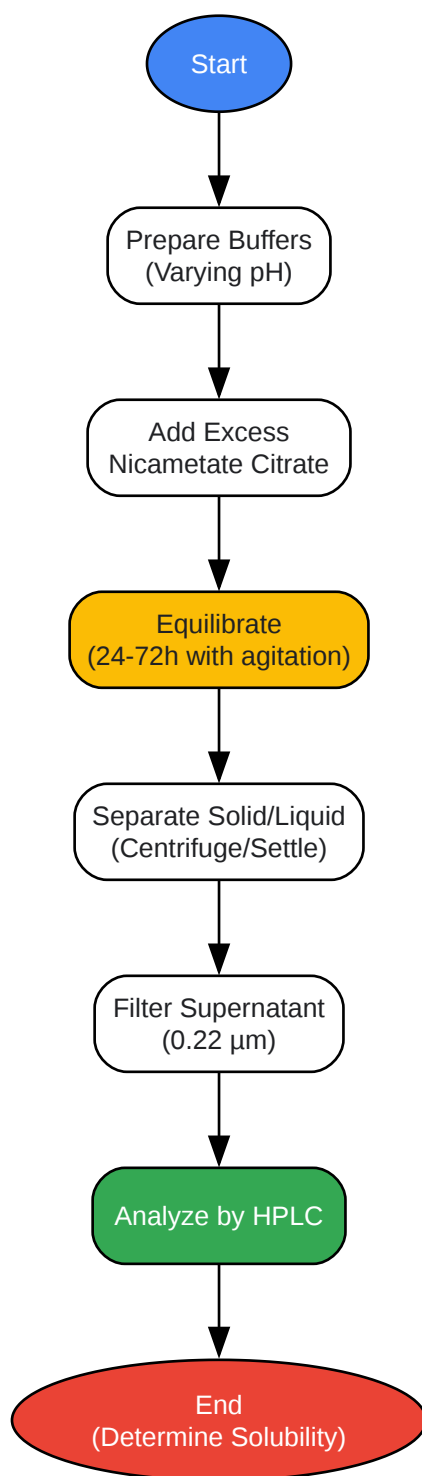 Start
Prepare Buffers
(Varying pH)
Add Excess
Nicametate Citrate
Equilibrate
(24-72h with agitation)
Separate Solid/Liquid
(Centrifuge/Settle)
Filter Supernatant
(0.22 µm)
Analyze by HPLC
End
(Determine Solubility)